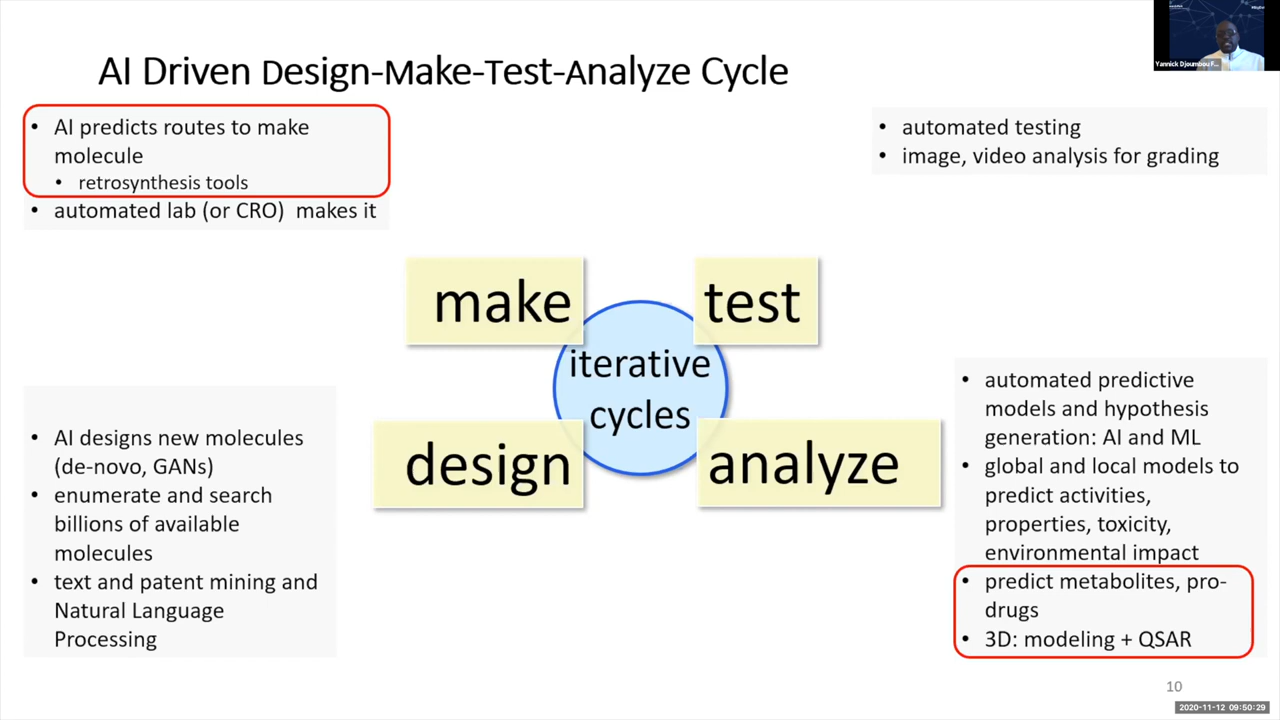 AI Driven Design-Make-Test-Analyze Cycle
Yannick Djoumbou F...
• AI predicts routes to make
molecule
• retrosynthesis tools
• automated lab (or CRO) makes it
• automated testing
• image, video analysis for grading
make
test
iterative
cycles
design
analyze
• AI designs new molecules
(de-novo, GANs)
• enumerate and search
billions of available
molecules
• text and patent mining and
Natural Language
Processing
• automated predictive
models and hypothesis
generation: AI and ML
• global and local models to
predict activities,
properties, toxicity,
environmental impact
• predict metabolites, pro-
drugs
• 3D: modeling + QSAR
10
2020-11-12 09:50:29